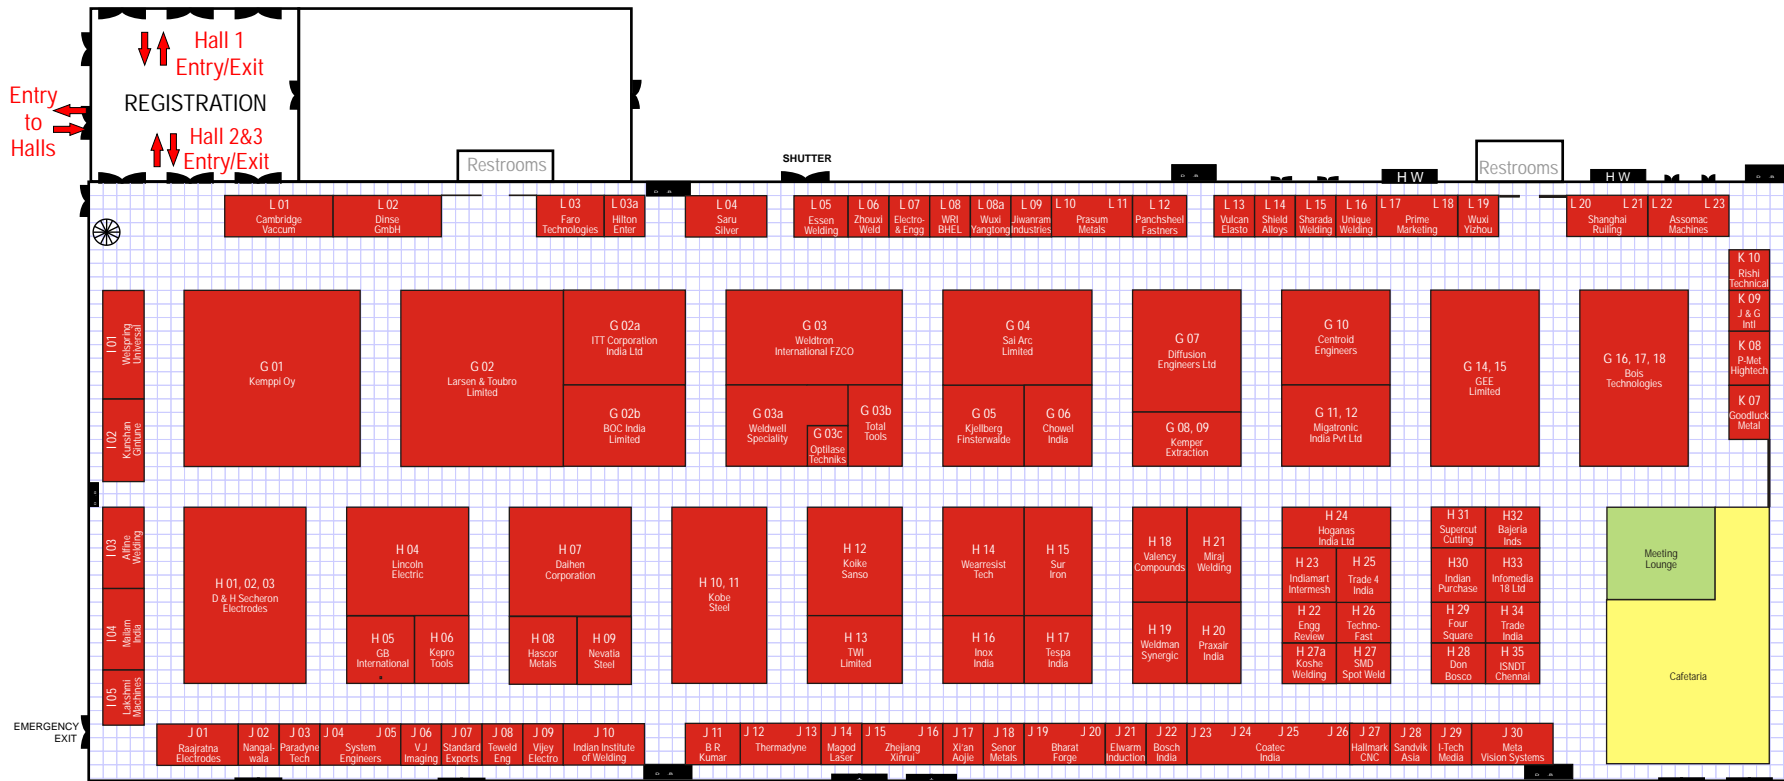 Hall 1
Entry/Exit
Entry
to
Halls
REGISTRATION
Hall 2&3
Entry/Exit
Restrooms
SHUTTER
Restrooms
H W
H W
L 01
Cambridge
Vaccum
L 02
Dinse
GmbH
L 03
Faro
Technologies
L 03a
Hilton
Enter
L 04
Saru
Silver
L 05
Essen
Welding
L 06
Zhouxi
Weld
L 07
Electro-
& Engg
L 08
WRI
BHEL
L 08a
Wuxi
Yangtong
L 09
Jiwanram
Industries
L 10 L 11
Prasum
Metals
L 12
Panchsheel
Fastners
L 13
Vulcan
Elasto
L 14
Shield
Alloys
L 15
Sharada
Welding
L 16
Unique
Welding
L 17 L 18
Prime
Marketing
L 19
Wuxi
Yizhou
L 20 L 21
Shanghai
Ruiling
L 22 L 23
Assomac
Machines
K 10
Rishi
Technical
K 09
J & G
Intl
K 08
P-Met
Hightech
K 07
Goodluck
Metal
I 01
Welspring
Universal
I 02
Kunshan
Gintune
G 01
Kemppi Oy
G 02
Larsen & Toubro
Limited
G 02a
ITT Corporation
India Ltd
G 02b
BOC India
Limited
G 03
Weldtron
International FZCO
G 03a
Weldwell
Speciality
G 03c
Optilase
Techniks
G 03b
Total
Tools
G 04
Sai Arc
Limited
G 05
Kjellberg
Finsterwalde
G 06
Chowel
India
G 07
Diffusion
Engineers Ltd
G 08, 09
Kemper
Extraction
G 10
Centroid
Engineers
G 11, 12
Migatronic
India Pvt Ltd
G 14, 15
GEE
Limited
G 16, 17, 18
Bois
Technologies
I 03
Alfine
Welding
I 04
Mailam
India
I 05
Lakshmi
Machines
H 01, 02, 03
D & H Secheron
Electrodes
H 04
Lincoln
Electric
H 05
GB
International
H 06
Kepro
Tools
H 07
Daihen
Corporation
H 08
Hascor
Metals
H 09
Nevatia
Steel
H 10, 11
Kobe
Steel
H 12
Koike
Sanso
H 13
TWI
Limited
H 14
Wearresist
Tech
H 15
Sur
Iron
H 16
Inox
India
H 17
Tespa
India
H 18
Valency
Compounds
H 21
Miraj
Welding
H 19
Weldman
Synergic
H 20
Praxair
India
H 24
Hoganas
India Ltd
H 23
Indiamart
Intermesh
H 25
Trade 4
India
H 22
Engg
Review
H 26
Techno-
Fast
H 27a
Koshe
Welding
H 27
SMD
Spot Weld
H 31
Supercut
Cutting
H32
Bajeria
Inds
H30
Indian
Purchase
H33
Infomedia
18 Ltd
H 29
Four
Square
H 34
Trade
India
H 28
Don
Bosco
H 35
ISNDT
Chennai
Meeting
Lounge
Cafetaria
EMERGENCY
EXIT
J 01
Raajratna
Electrodes
J 02
Nangal-
wala
J 03
Paradyne
Tech
J 04 J 05
System
Engineers
J 06
V J
Imaging
J 07
Standard
Exports
J 08
Teweld
Eng
J 09
Vijey
Electro
J 10
Indian Institute
of Welding
J 11
B R
Kumar
J 12 J 13
Thermadyne
J 14
Magod
Laser
J 15 J 16
Zhejiang
Xinrui
J 17
Xi'an
Aojie
J 18
Senor
Metals
J 19 J 20
Bharat
Forge
J 21
Elwarm
Induction
J 22
Bosch
India
J 23 J 24 J 25 J 26
Coatec
India
J 27
Hallmark
CNC
J 28
Sandvik
Asia
J 29
I-Tech
Media
J 30
Meta
Vision Systems